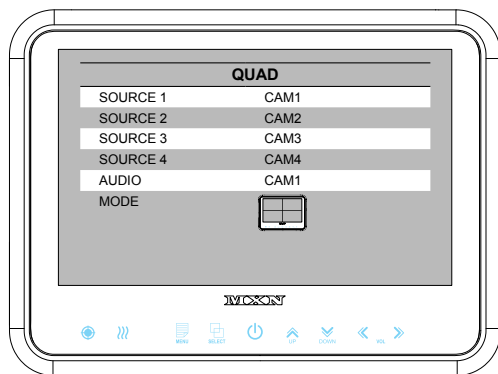 QUAD
SOURCE 1 CAM1
SOURCE 2 CAM2
SOURCE 3 CAM3
SOURCE 4 CAM4
AUDIO CAM1
MODE
MXN
MENU SELECT UP DOWN VOL